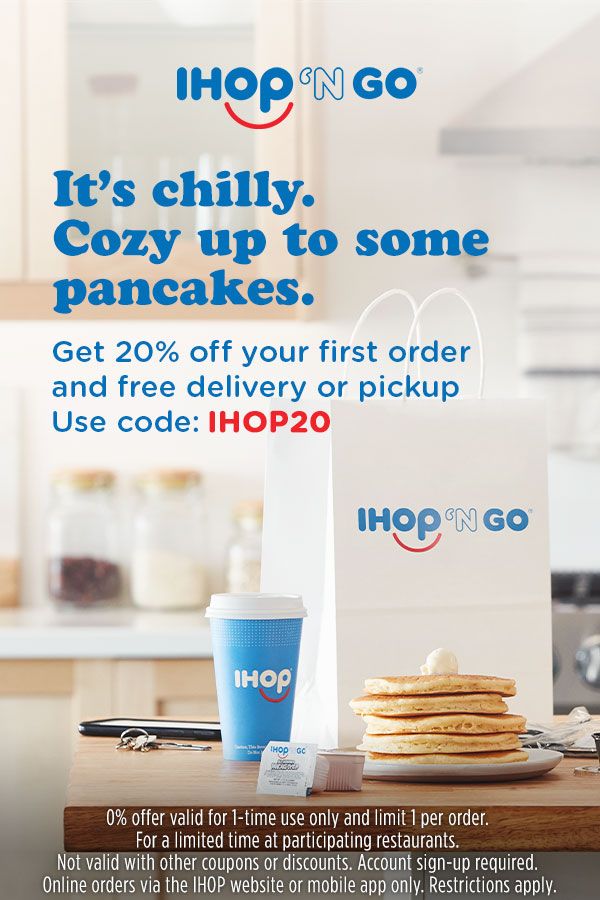 IHOP 'N GO®
It's chilly.
Cozy up to some
pancakes.
Get 20% off your first order
and free delivery or pickup
Use code: IHOP20
IHOP 'N GO®
IHOP
IHOP 'N GO
0% offer valid for 1-time use only and limit 1 per order.
For a limited time at participating restaurants.
Not valid with other coupons or discounts. Account sign-up required.
Online orders via the IHOP website or mobile app only. Restrictions apply.